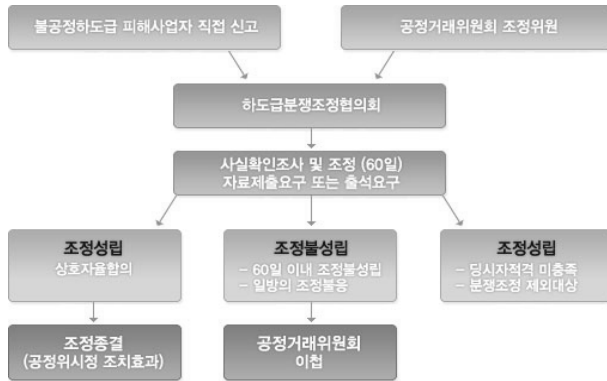 불공정하도급 피해사업자 직접 신고
공정거래위원회 조정위원
하도급분쟁조정협의회
사실확인조사 및 조정 (60일)
자료제출요구 또는 출석요구
조정성립
상호자율합의
조정불성립
- 60일 이내 조정불성립
- 일방의 조정불응
조정성립
- 딩시자적격 미충족
- 분쟁조정 제외대상
조정종결
(공정위시정 조치효과)
공정거래위원회
이첩